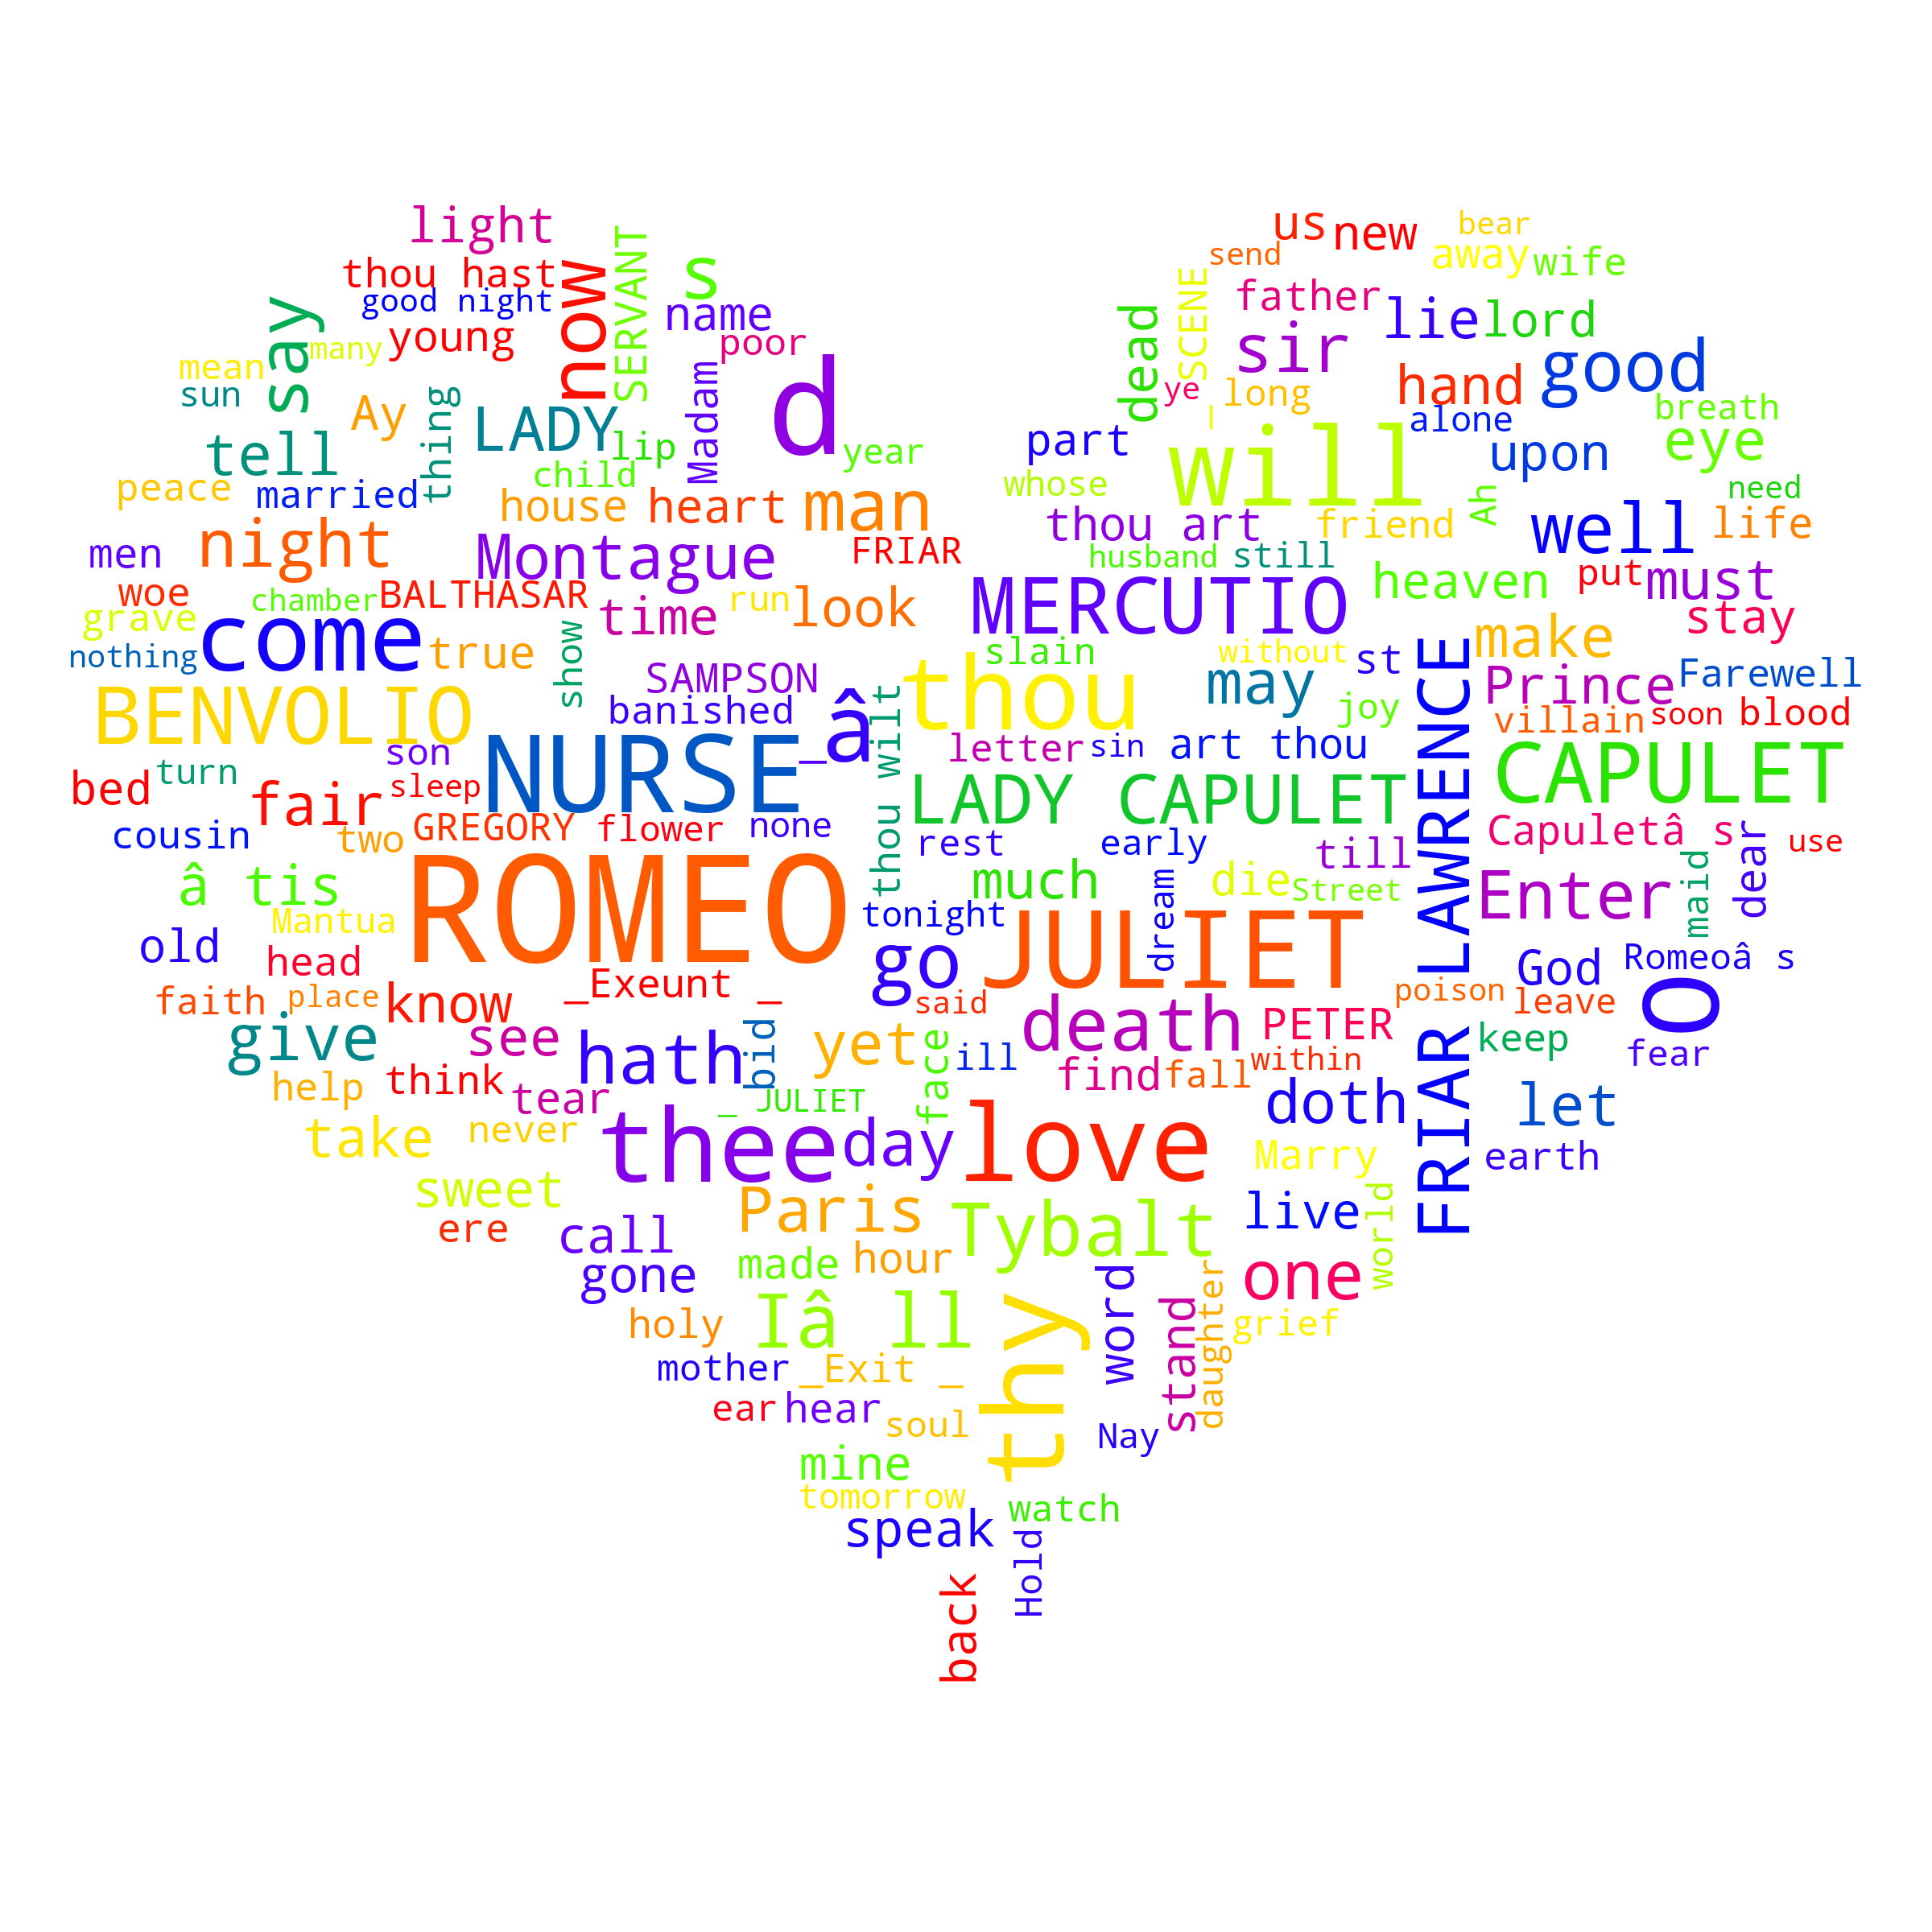 light
thou hast
good night
young
many
say
mean
sun
now
SERVANT
s
name
poor
Madam
d
year
Ay
thing
LADY
lip
child
tell
peace
married
house
heart
man
FRIAR
night
men
woe
grave
nothing
chamber
BALTHASAR
Montague
time
run
look
come
true
show
SAMPSON
banished
_â
BENVOLIO
son
bed
turn
fair
sleep
NURSE
cousin
two
GREGORY
flower
none
us
new
bear
send
away
wife
SCENE
_
father
lie
lord
dead
sir
good
ye
long
hand
alone
breath
eye
part
will
upon
whose
need
thou art
friend
Ah
well
life
husband
still
heaven
put
must
MERCUTIO
stay
slain
without
st
make
thou
may
joy
Prince
Farewell
villain
soon
blood
thou wilt
letter
sin
art thou
LADY CAPULET
FRIAR LAWRENCE
CAPULET
Capuletâ s
use
dear
rest
early
till
â tis
Mantua
ROMEO
much
die
Street
Enter
maid
tonight
dream
old
head
go
JULIET
God
Romeoâ s
O
faith
place
know
_Exeunt _
said
death
PETER
poison
leave
give
see
hath
bid
yet
face
ill
find
fall
within
keep
fear
help
think
tear
_ JULIET
doth
let
take
never
thee
day
love
Marry
earth
sweet
ere
call
Paris
Tybalt
live
world
gone
made
hour
one
Iâ ll
thy
word
stand
daughter
grief
holy
mother
_Exit _
ear
hear
soul
Nay
mine
tomorrow
watch
speak
Hold
back